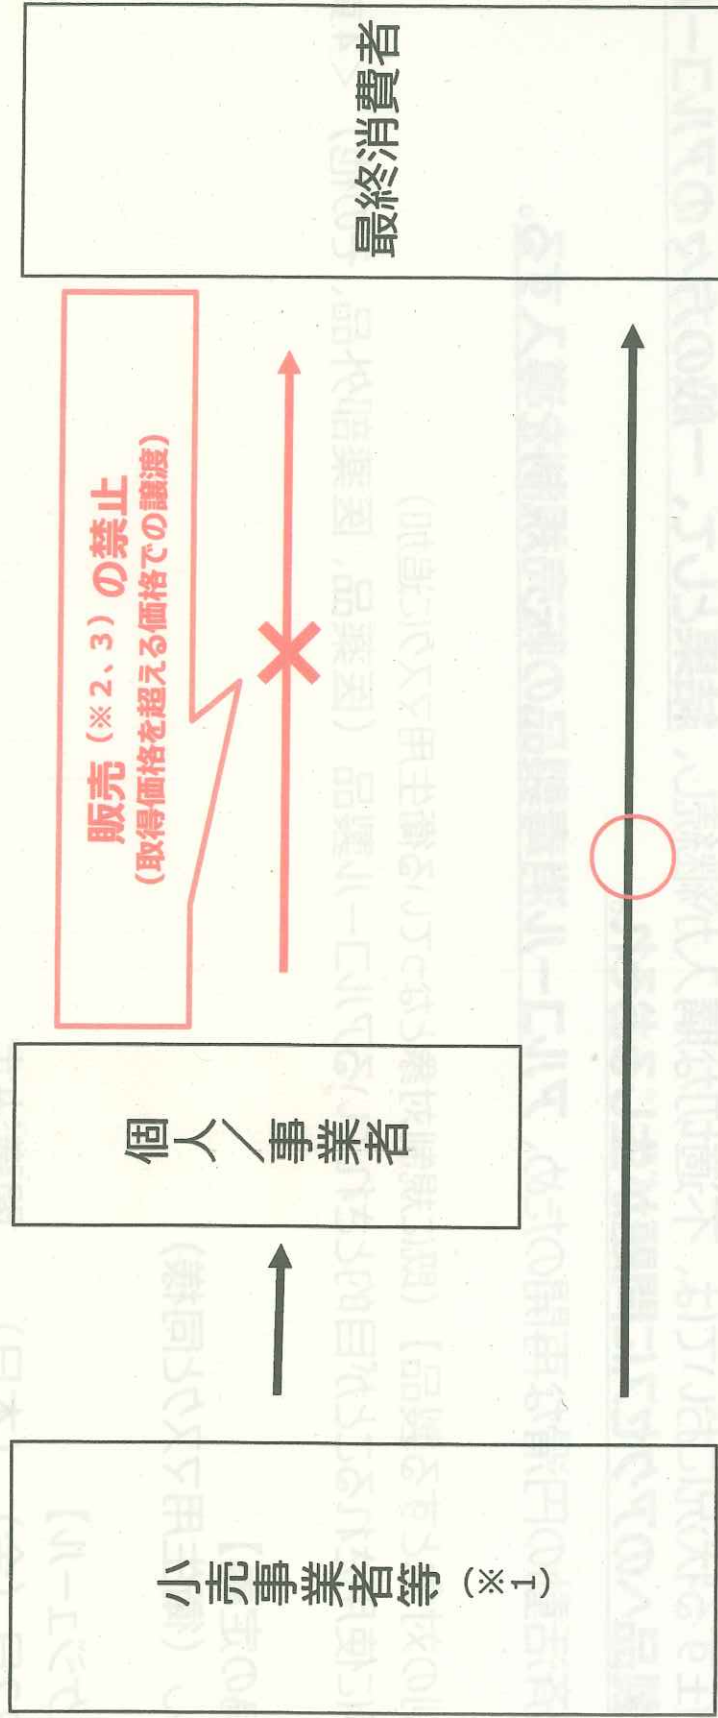 小売事業者等（※1）
個人／事業者
販売（※2、3）の禁止
（取得価格を超える価格での譲渡）
最終消費者